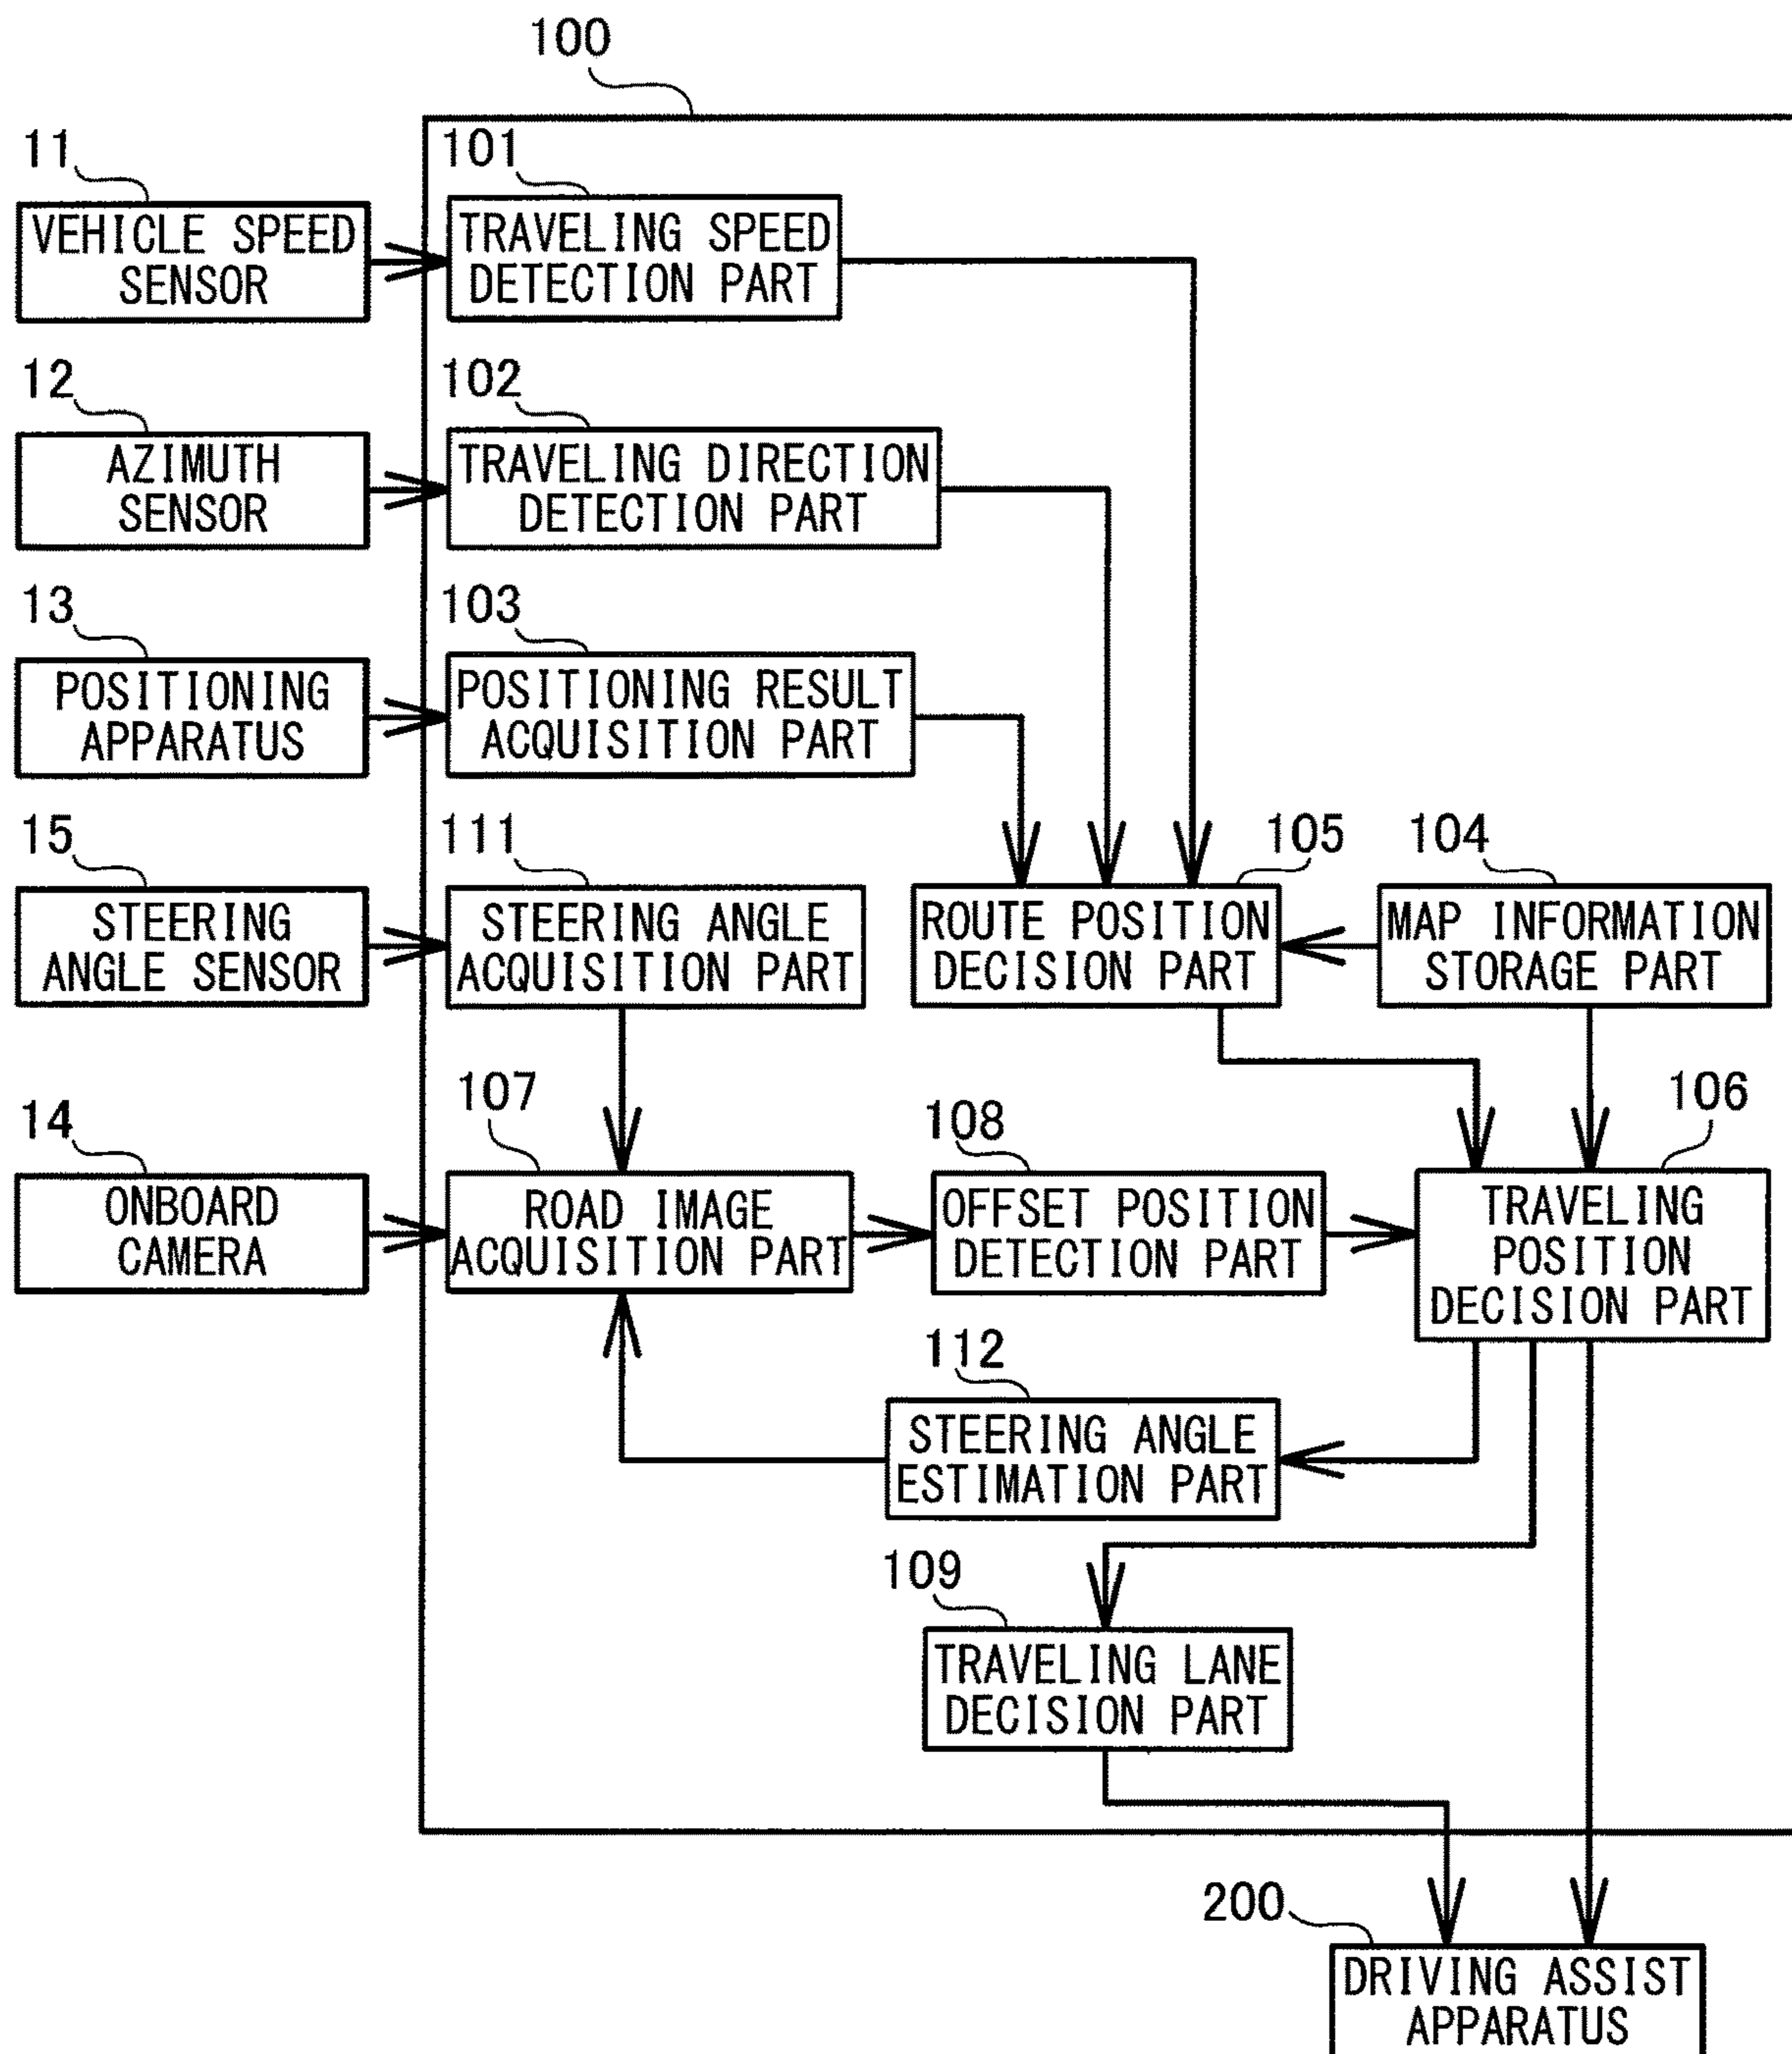 100
11
101
VEHICLE SPEED
SENSOR
TRAVELING SPEED
DETECTION PART
12
102
AZIMUTH
SENSOR
TRAVELING DIRECTION
DETECTION PART
13
103
POSITIONING
APPARATUS
POSITIONING RESULT
ACQUISITION PART
15
111
105
104
STEERING
ANGLE SENSOR
STEERING ANGLE
ACQUISITION PART
ROUTE POSITION
DECISION PART
MAP INFORMATION
STORAGE PART
14
107
108
106
ONBOARD
CAMERA
ROAD IMAGE
ACQUISITION PART
OFFSET POSITION
DETECTION PART
TRAVELING
POSITION
DECISION PART
112
STEERING ANGLE
ESTIMATION PART
109
TRAVELING LANE
DECISION PART
200
DRIVING ASSIST
APPARATUS